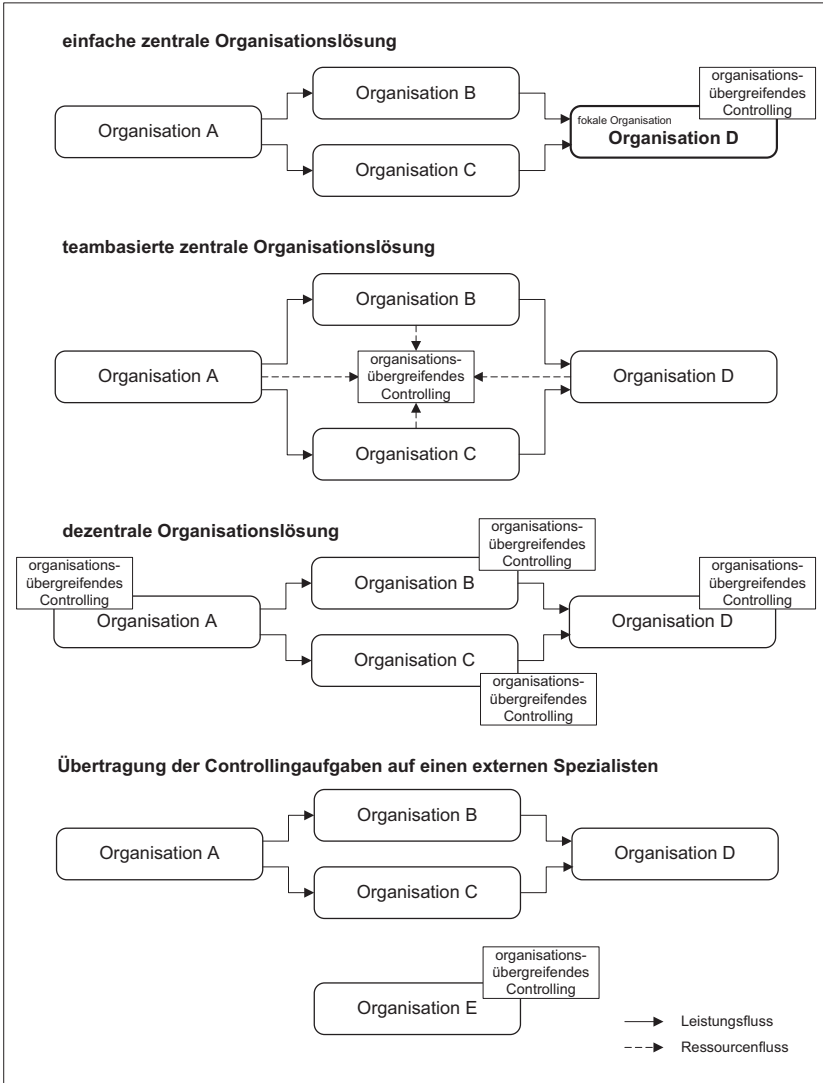 einfache zentrale Organisationslösung
organisations-
übergreifendes
Controlling
Organisation B
Organisation A
fokale Organisation
Organisation D
Organisation C
teambasierte zentrale Organisationslösung
Organisation B
organisations-
übergreifendes
Controlling
Organisation A
Organisation D
Organisation C
dezentrale Organisationslösung
organisations-
übergreifendes
Controlling
Organisation A
organisations-
übergreifendes
Controlling
Organisation B
organisations-
übergreifendes
Controlling
Organisation D
Organisation C
organisations-
übergreifendes
Controlling
Übertragung der Controllingaufgaben auf einen externen Spezialisten
Organisation B
Organisation A
Organisation D
Organisation C
organisations-
übergreifendes
Controlling
Organisation E
Leistungsfluss
Ressourcenfluss